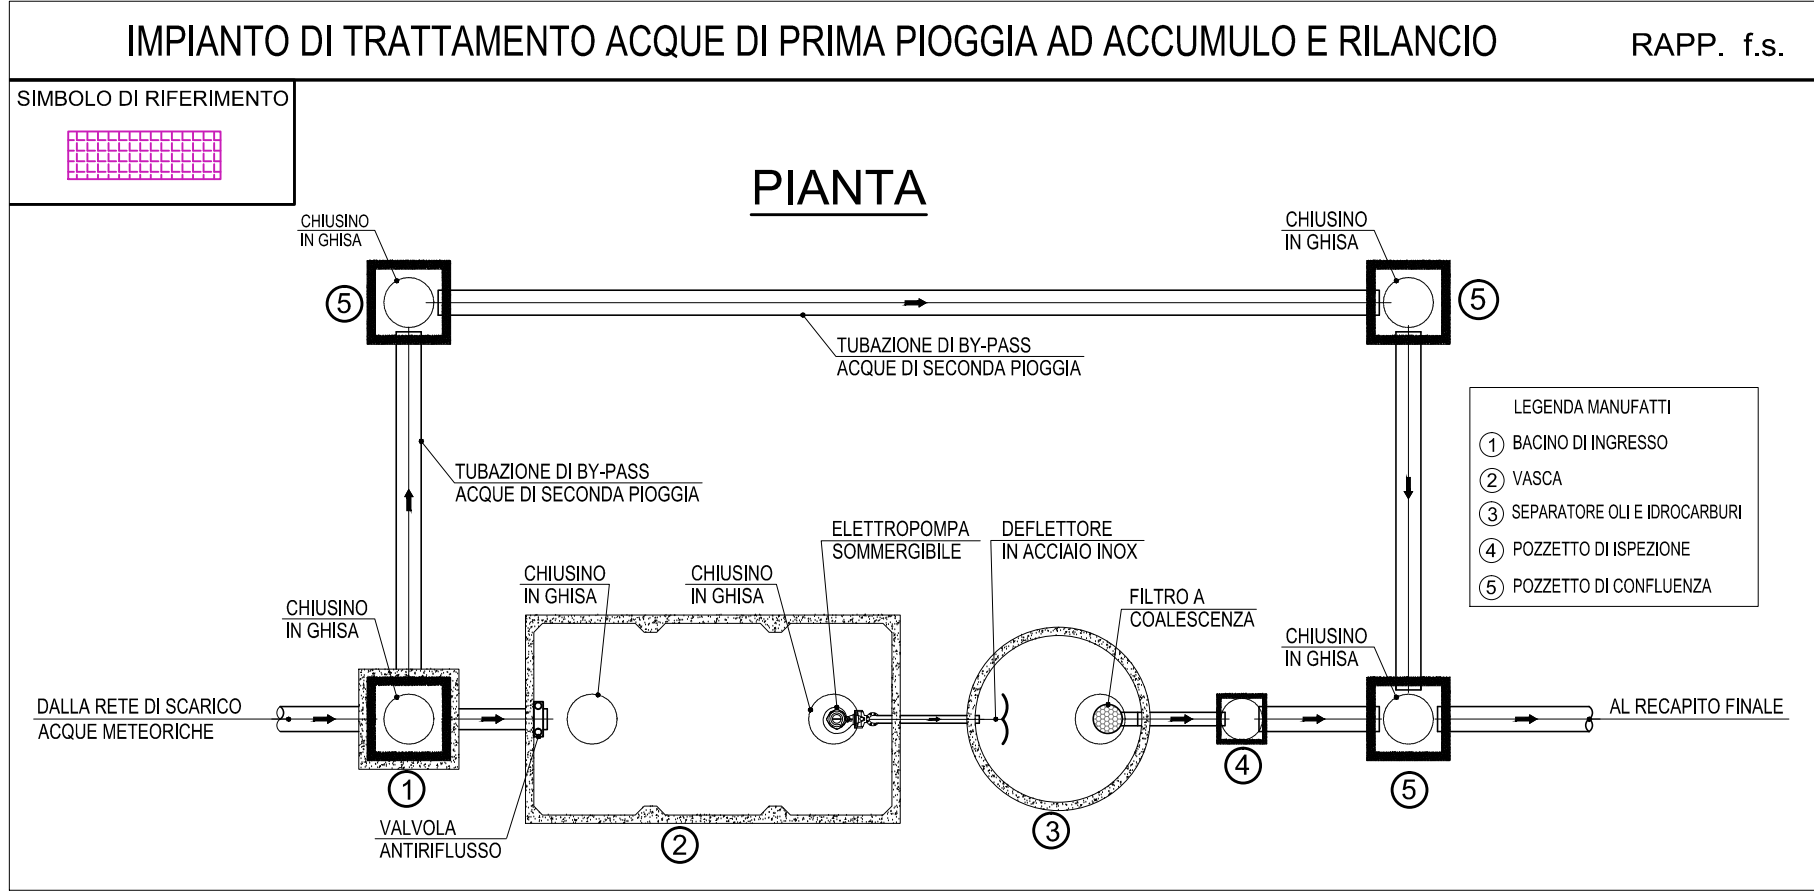 IMPIANTO DI TRATTAMENTO ACQUE DI PRIMA PIOGGIA AD ACCUMULO E RILANCIO
RAPP. f.s.
SIMBOLO DI RIFERIMENTO
PIANTA
CHIUSINO
IN GHISA
5
CHIUSINO
IN GHISA
5
TUBAZIONE DI BY-PASS
ACQUE DI SECONDA PIOGGIA
TUBAZIONE DI BY-PASS
ACQUE DI SECONDA PIOGGIA
LEGENDA MANUFATTI
1 BACINO DI INGRESSO
2 VASCA
3 SEPARATORE OLI E IDROCARBURI
4 POZZETTO DI ISPEZIONE
5 POZZETTO DI CONFLUENZA
ELETTROPOMPA
SOMMERGIBILE
DEFLETTORE
IN ACCIAIO INOX
CHIUSINO
IN GHISA
CHIUSINO
IN GHISA
CHIUSINO
IN GHISA
FILTRO A
COALESCENZA
CHIUSINO
IN GHISA
DALLA RETE DI SCARICO
ACQUE METEORICHE
AL RECAPITO FINALE
1
VALVOLA
ANTIRIFLUSSO
2
3
4
5